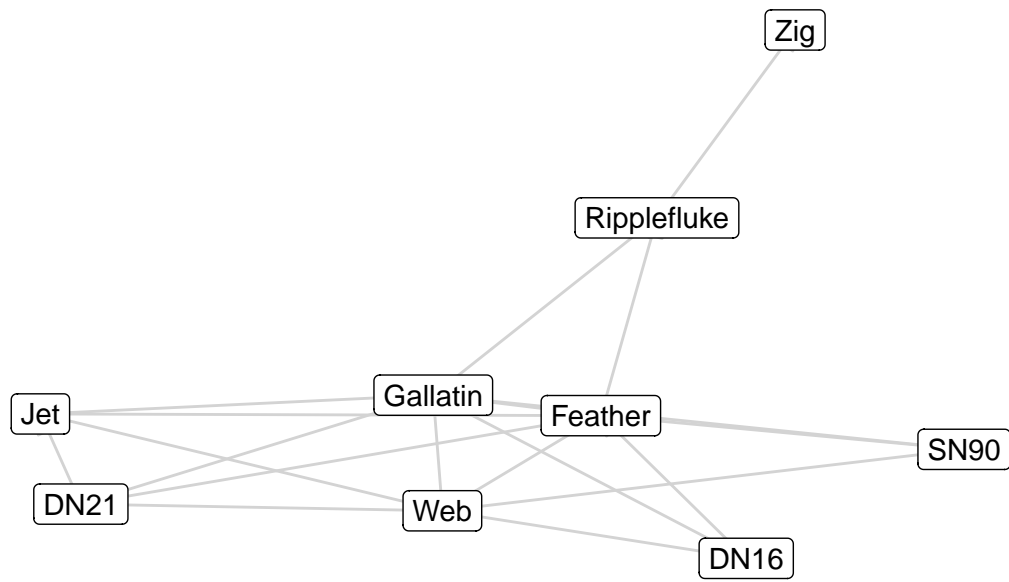 Zig
Ripplefluke
Gallatin
Jet
Feather
SN90
DN21
Web
DN16